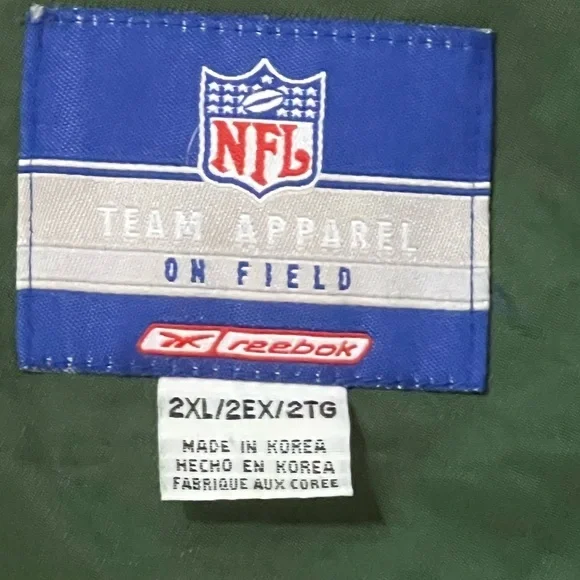 NFL
TEAM APPAREL
ON FIELD
reebok
2XL/2EX/2TG
MADE IN KOREA
HECHO EN KOREA
FABRIQUE AUX COREE